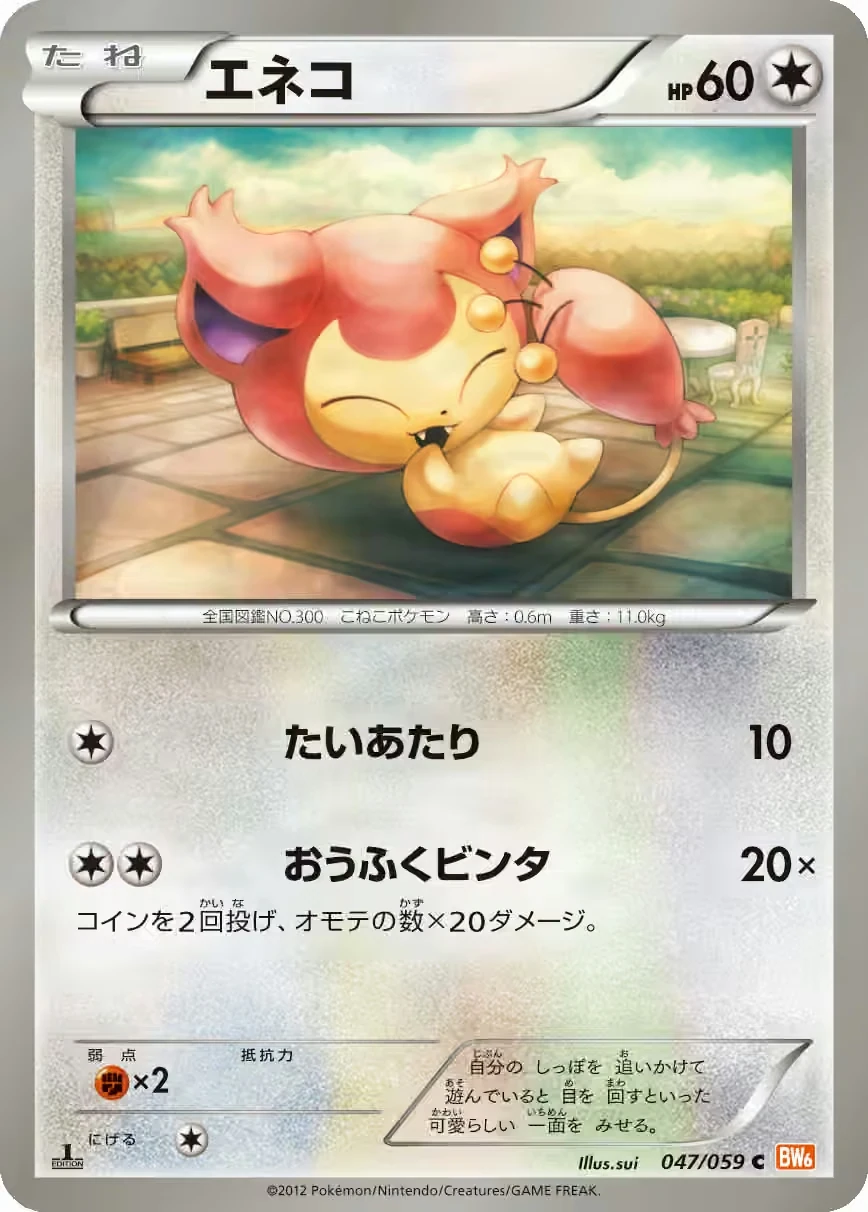 たね エネコ HP60
全国図鑑NO.300 こねこポケモン 高さ：0.6m 重さ：11.0kg
たいあたり 10
おうふくビンタ 20×
コインを2回投げ、オモテの数×20ダメージ。
弱点 抵抗力
×2
にげる
自分の しっぽを 追いかけて
遊んでいると 目を 回すといった
可愛らしい 一面を みせる。
1 EDITION
Illus.sui 047/059 C BW6
©2012 Pokémon/Nintendo/Creatures/GAME FREAK.